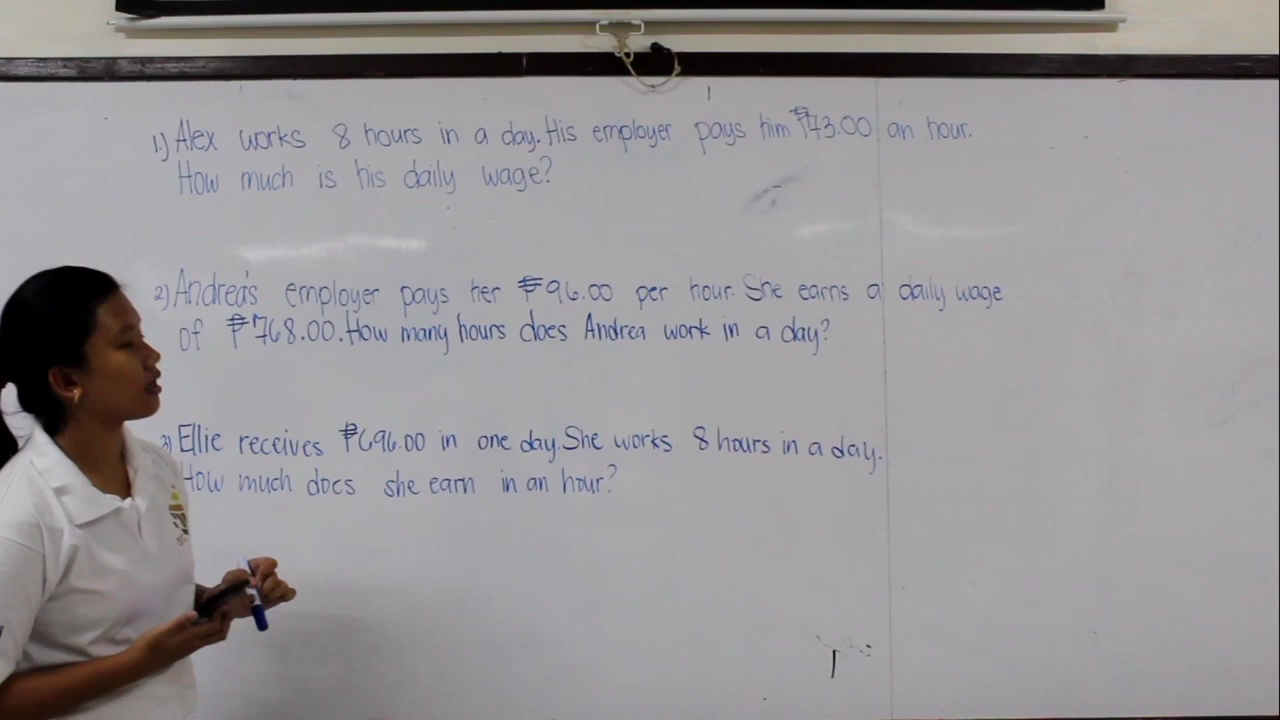 1.) Alex works 8 hours in a day. His employer pays him ₱73.00 an hour.
How much is his daily wage?
2) Andrea's employer pays her ₱96.00 per hour. She earns a daily wage
of ₱768.00. How many hours does Andrea work in a day?
3) Ellie receives ₱696.00 in one day. She works 8 hours in a day.
How much does she earn in an hour?